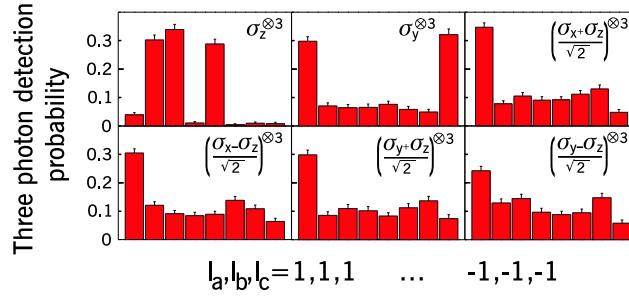 Three photon detection
probability
0.3
0.2
0.1
0
σz⊗3
σy⊗3
(σx+σz/√2)⊗3
0.3
0.2
0.1
0
(σx−σz/√2)⊗3
(σy+σz/√2)⊗3
(σy−σz/√2)⊗3
la,lb,lc=1,1,1 ... -1,-1,-1